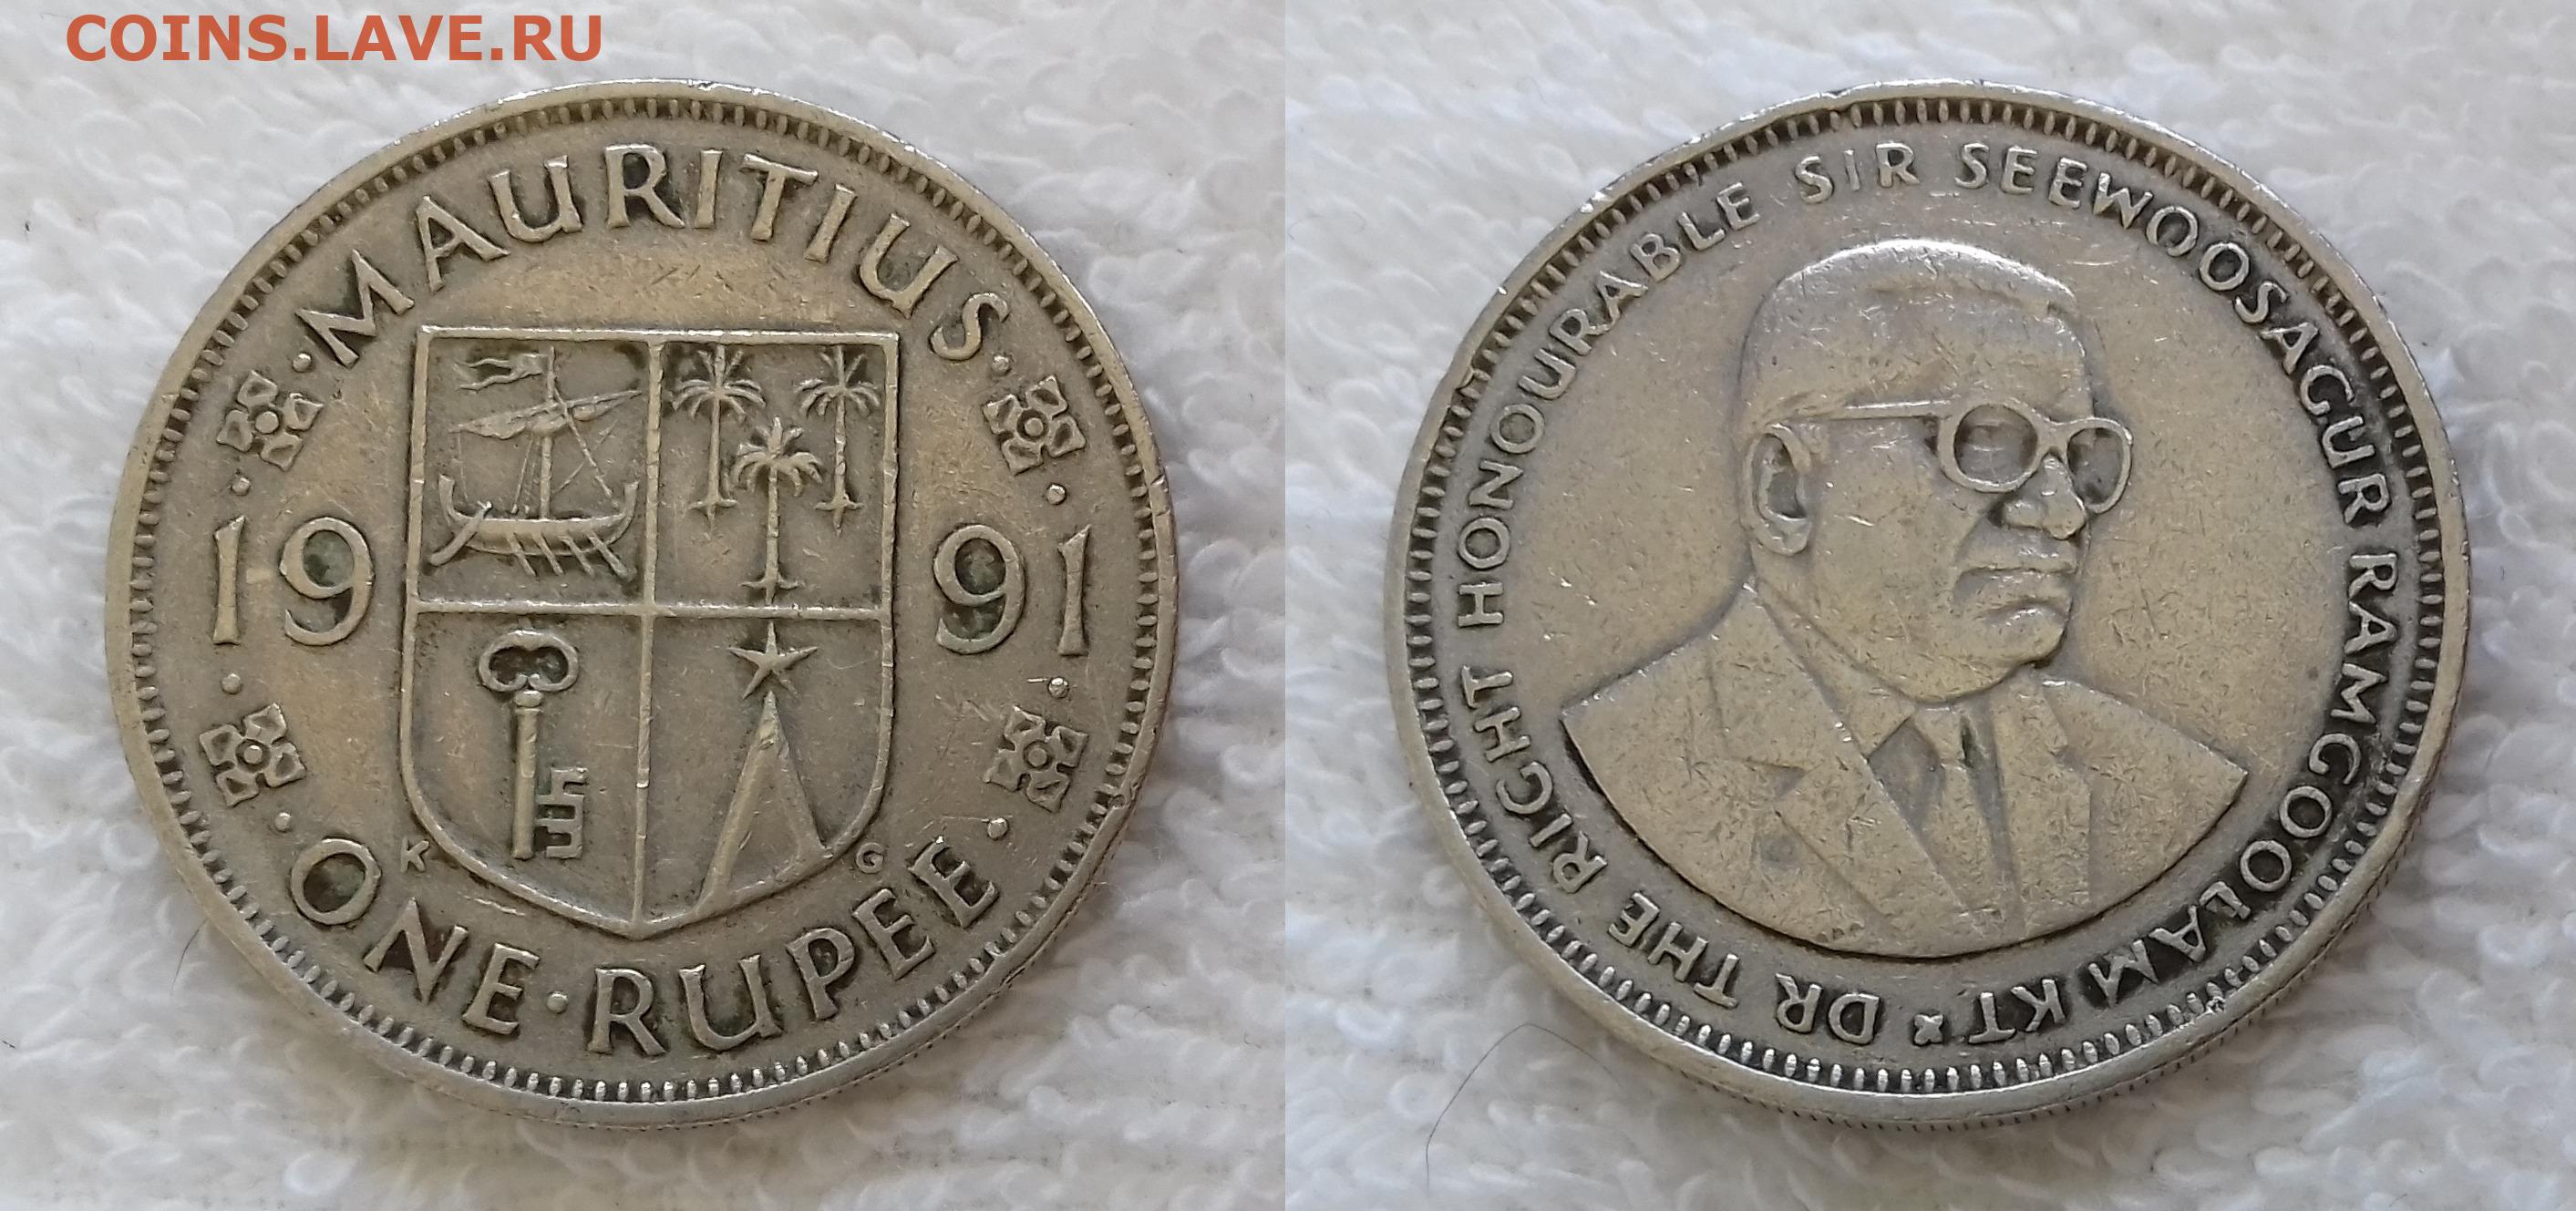 COINS.LAVE.RU
· MAURITIUS ·
19 91
K G
· ONE · RUPEE ·
DR THE RIGHT HONOURABLE SIR SEEWOOSAGUR RAMGOOLAM KT